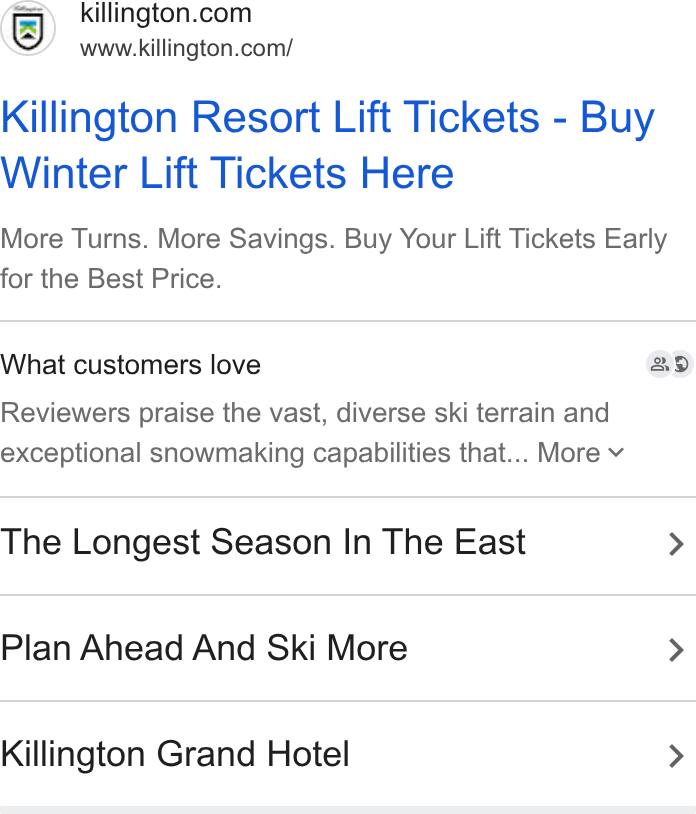 killington.com
www.killington.com/
Killington Resort Lift Tickets - Buy
Winter Lift Tickets Here
More Turns. More Savings. Buy Your Lift Tickets Early
for the Best Price.
What customers love
Reviewers praise the vast, diverse ski terrain and
exceptional snowmaking capabilities that... More
The Longest Season In The East
Plan Ahead And Ski More
Killington Grand Hotel